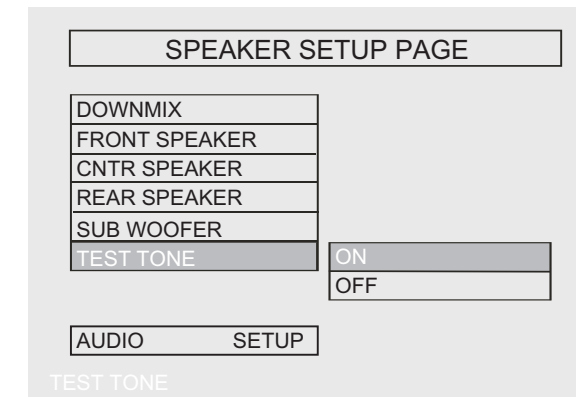 SPEAKER SETUP PAGE
DOWNMIX
FRONT SPEAKER
CNTR SPEAKER
REAR SPEAKER
SUB WOOFER
TEST TONE ON
OFF
AUDIO SETUP
TEST TONE